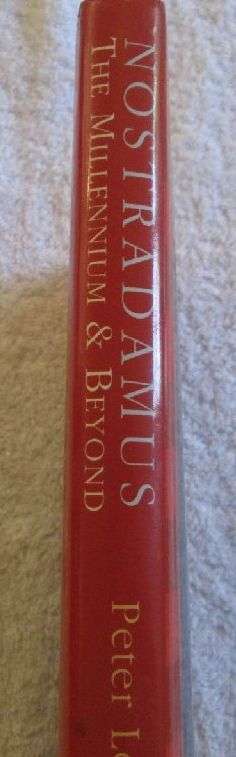 NOSTRADAMUS
THE MILLENNIUM & BEYOND
Peter